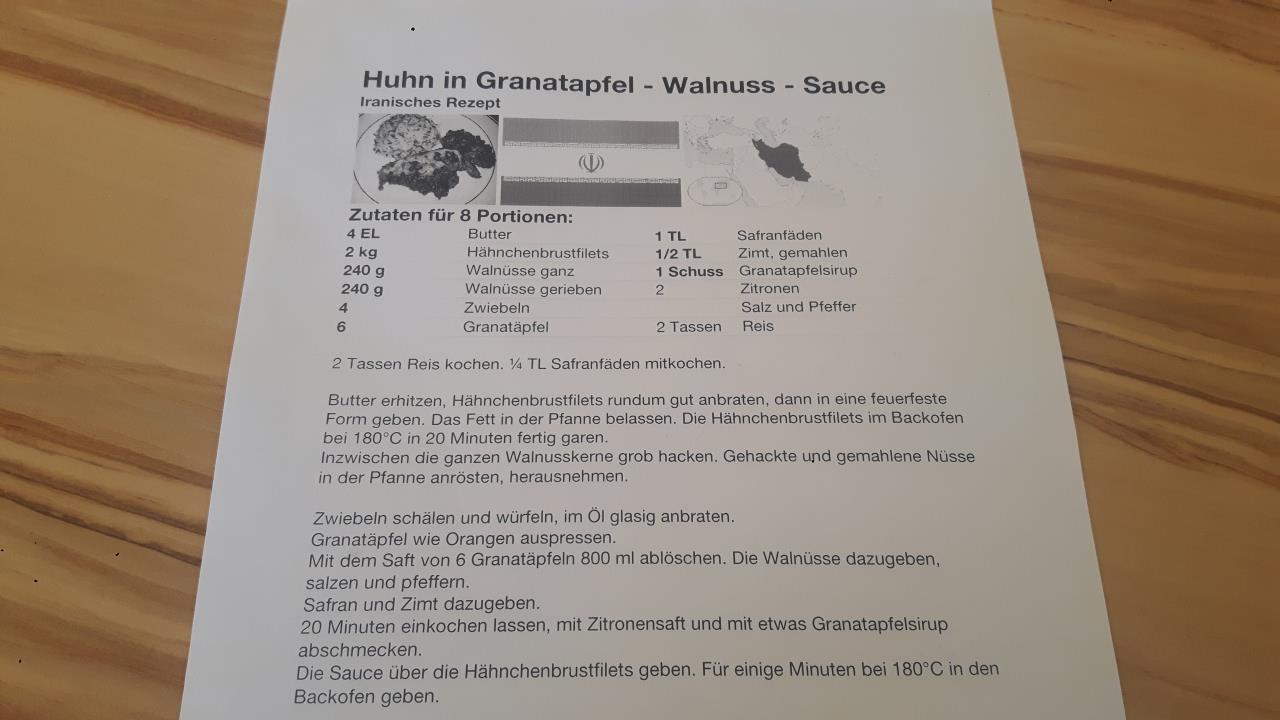 Huhn in Granatapfel - Walnuss - Sauce
Iranisches Rezept
Zutaten für 8 Portionen:
4 EL Butter 1 TL Safranfäden
2 kg Hähnchenbrustfilets 1/2 TL Zimt, gemahlen
240 g Walnüsse ganz 1 Schuss Granatapfelsirup
240 g Walnüsse gerieben 2 Zitronen
4 Zwiebeln Salz und Pfeffer
6 Granatäpfel 2 Tassen Reis
2 Tassen Reis kochen. ¼ TL Safranfäden mitkochen.
Butter erhitzen, Hähnchenbrustfilets rundum gut anbraten, dann in eine feuerfeste
Form geben. Das Fett in der Pfanne belassen. Die Hähnchenbrustfilets im Backofen
bei 180°C in 20 Minuten fertig garen.
Inzwischen die ganzen Walnusskerne grob hacken. Gehackte und gemahlene Nüsse
in der Pfanne anrösten, herausnehmen.
Zwiebeln schälen und würfeln, im Öl glasig anbraten.
Granatäpfel wie Orangen auspressen.
Mit dem Saft von 6 Granatäpfeln 800 ml ablöschen. Die Walnüsse dazugeben,
salzen und pfeffern.
Safran und Zimt dazugeben.
20 Minuten einkochen lassen, mit Zitronensaft und mit etwas Granatapfelsirup
abschmecken.
Die Sauce über die Hähnchenbrustfilets geben. Für einige Minuten bei 180°C in den
Backofen geben.